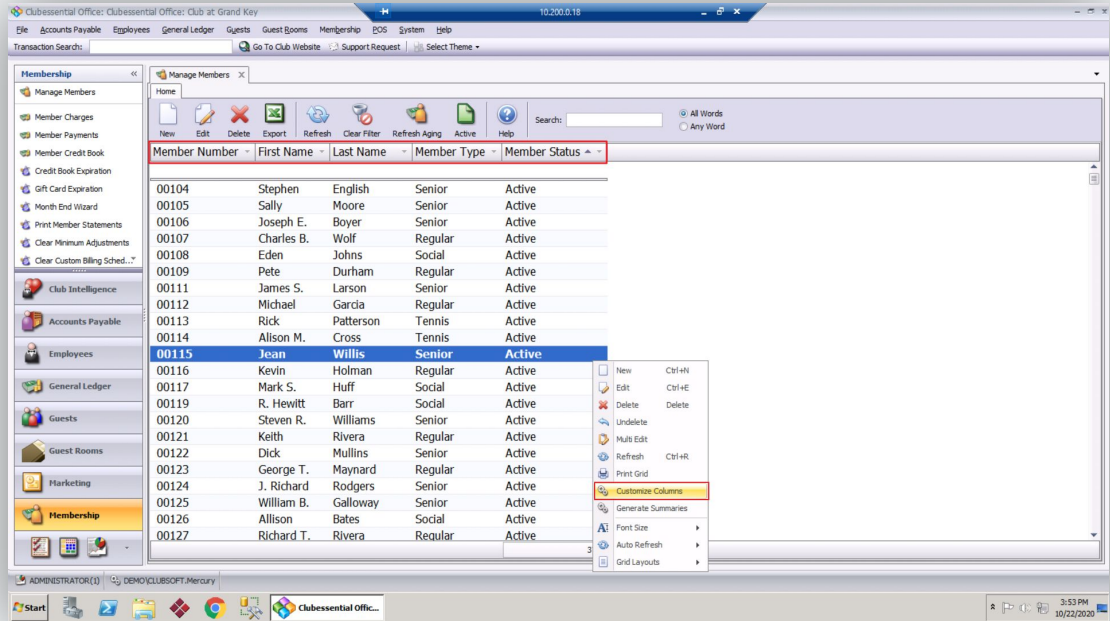 Clubessential Office: Clubessential Office: Club at Grand Key
10.200.0.18
File Accounts Payable Employees General Ledger Guests Guest Rooms Membership POS System Help
Transaction Search: Go To Club Website Support Request Select Theme
Membership «
Manage Members X
Manage Members
Home
Member Charges
Member Payments
Member Credit Book
Credit Book Expiration
Gift Card Expiration
Month End Wizard
Print Member Statements
Clear Minimum Adjustments
Clear Custom Billing Sched...
Club Intelligence
Accounts Payable
Employees
General Ledger
Guests
Guest Rooms
Marketing
Membership
New Edit Delete Export Refresh Clear Filter Refresh Aging Active Help
Search:
All Words
Any Word
Member Number First Name Last Name Member Type Member Status
00104 Stephen English Senior Active
00105 Sally Moore Senior Active
00106 Joseph E. Boyer Senior Active
00107 Charles B. Wolf Regular Active
00108 Eden Johns Social Active
00109 Pete Durham Regular Active
00111 James S. Larson Senior Active
00112 Michael Garcia Regular Active
00113 Rick Patterson Tennis Active
00114 Alison M. Cross Tennis Active
00115 Jean Willis Senior Active
00116 Kevin Holman Regular Active
00117 Mark S. Huff Social Active
00119 R. Hewitt Barr Social Active
00120 Steven R. Williams Senior Active
00121 Keith Rivera Regular Active
00122 Dick Mullins Senior Active
00123 George T. Maynard Regular Active
00124 J. Richard Rodgers Senior Active
00125 William B. Galloway Senior Active
00126 Allison Bates Social Active
00127 Richard T. Rivera Regular Active
3
New Ctrl+N
Edit Ctrl+E
Delete Delete
Undelete
Multi Edit
Refresh Ctrl+R
Print Grid
Customize Columns
Generate Summaries
Font Size
Auto Refresh
Grid Layouts
ADMINISTRATOR(1) DEMO\CLUBSOFT.Mercury
Start
Clubessential Offic...
3:53 PM
10/22/2020